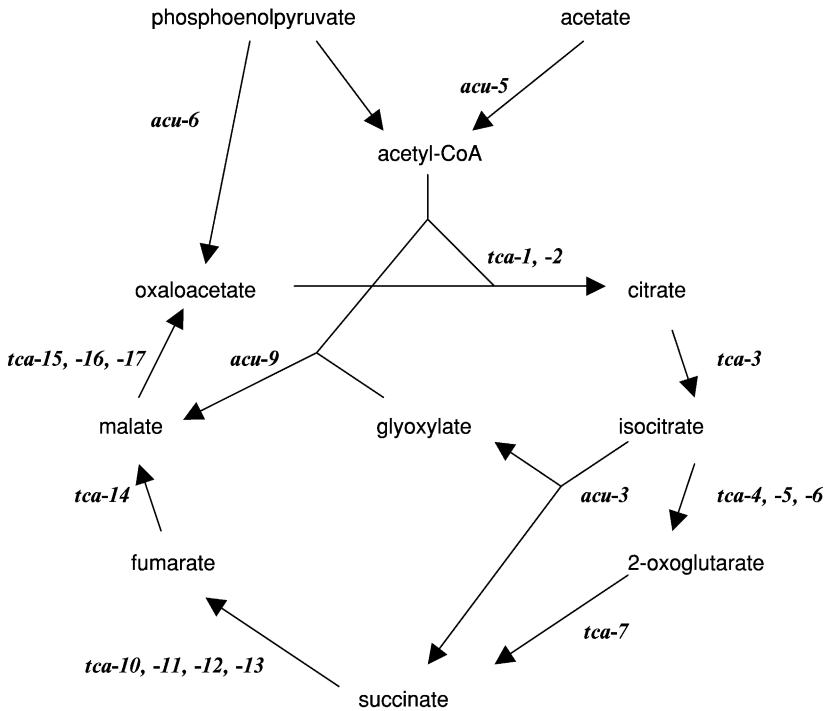 phosphoenolpyruvate
acetate
acu-5
acu-6
acetyl-CoA
tca-1, -2
oxaloacetate
citrate
tca-15, -16, -17
acu-9
tca-3
malate
glyoxylate
isocitrate
tca-14
acu-3
tca-4, -5, -6
fumarate
2-oxoglutarate
tca-7
tca-10, -11, -12, -13
succinate